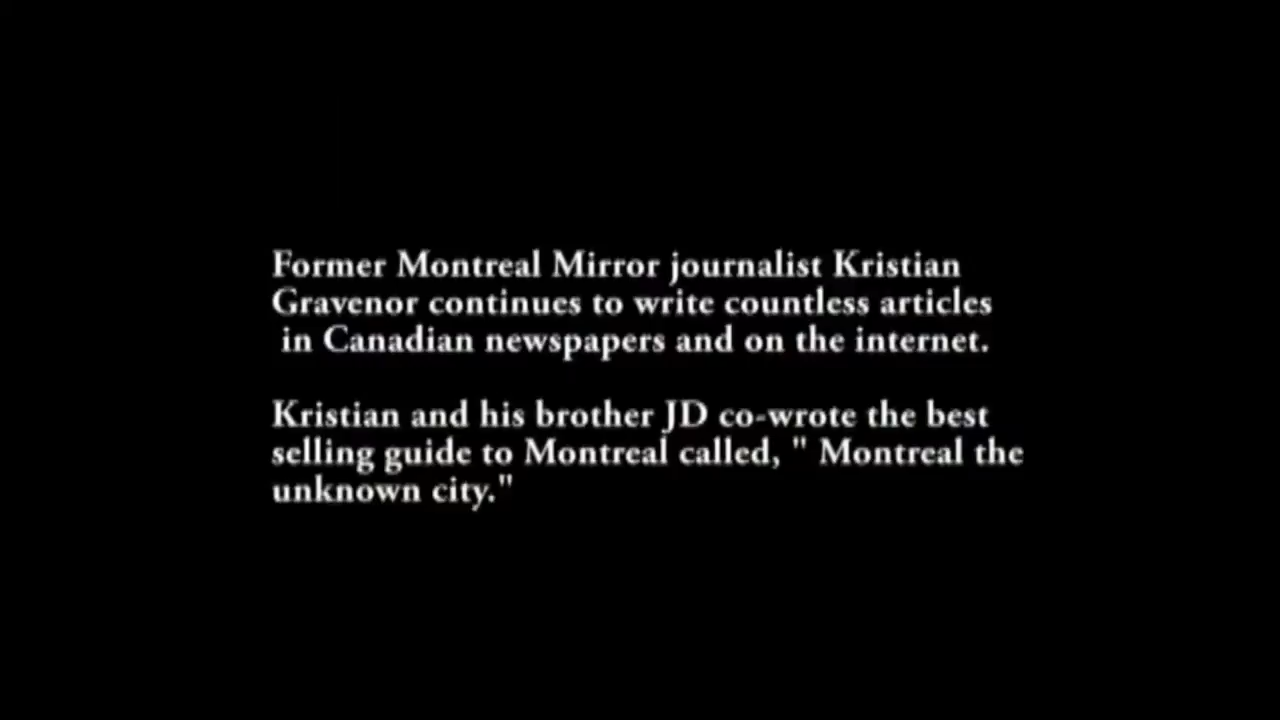 Former Montreal Mirror journalist Kristian
Gravenor continues to write countless articles
in Canadian newspapers and on the internet.
Kristian and his brother JD co-wrote the best
selling guide to Montreal called, " Montreal the
unknown city."